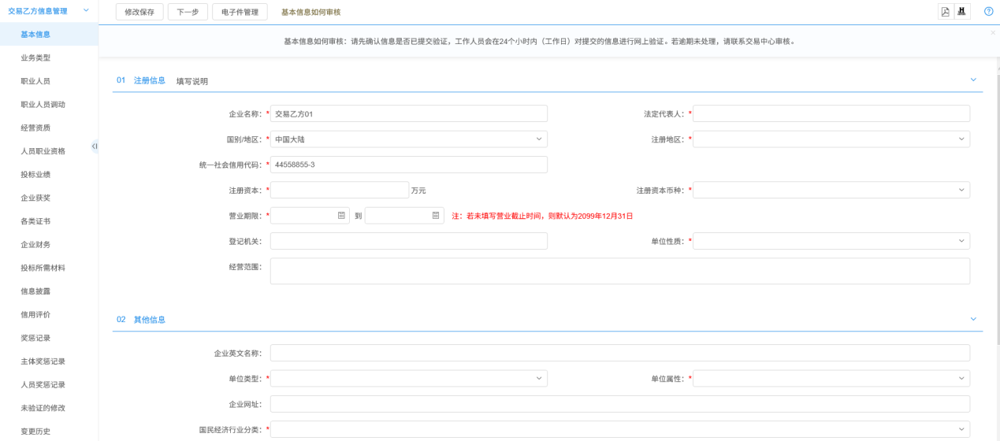 交易乙方信息管理
修改保存 下一步 电子件管理 基本信息如何审核
基本信息
业务类型
职业人员
职业人员调动
经营资质
人员职业资格
投标业绩
企业获奖
各类证书
企业财务
投标所需材料
信息披露
信用评价
奖惩记录
主体奖惩记录
人员奖惩记录
未验证的修改
变更历史
基本信息如何审核：请先确认信息是否已提交验证，工作人员会在24个小时内（工作日）对提交的信息进行网上验证。若逾期未处理，请联系交易中心审核。
01 注册信息 填写说明
企业名称：* 交易乙方01 法定代表人：*
国别/地区：* 中国大陆 注册地区：*
统一社会信用代码：* 44558855-3
注册资本：* 万元 注册资本币种：*
营业期限：* 到 注：若未填写营业截止时间，则默认为2099年12月31日
登记机关： 单位性质：*
经营范围：
02 其他信息
企业英文名称：
单位类型：* 单位属性：*
企业网址：
国民经济行业分类：*